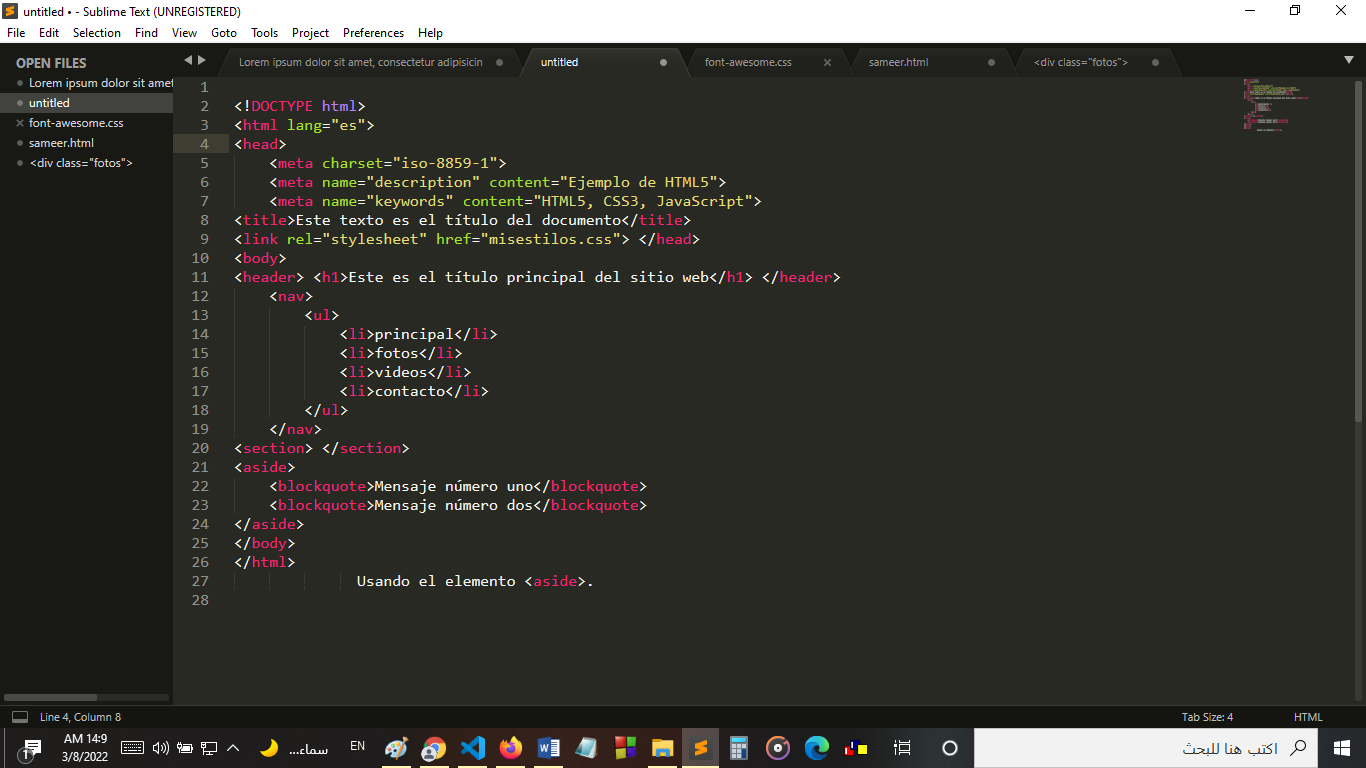 untitled • - Sublime Text (UNREGISTERED)
File Edit Selection Find View Goto Tools Project Preferences Help
OPEN FILES
Lorem ipsum dolor sit amet
untitled
font-awesome.css
sameer.html
<div class="fotos">
Lorem ipsum dolor sit amet, consectetur adipisicin
untitled
font-awesome.css
sameer.html
<div class="fotos">
1
2 <!DOCTYPE html>
3 <html lang="es">
4 <head>
5     <meta charset="iso-8859-1">
6     <meta name="description" content="Ejemplo de HTML5">
7     <meta name="keywords" content="HTML5, CSS3, JavaScript">
8 <title>Este texto es el título del documento</title>
9 <link rel="stylesheet" href="misestilos.css"> </head>
10 <body>
11 <header> <h1>Este es el título principal del sitio web</h1> </header>
12     <nav>
13         <ul>
14             <li>principal</li>
15             <li>fotos</li>
16             <li>videos</li>
17             <li>contacto</li>
18         </ul>
19     </nav>
20 <section> </section>
21 <aside>
22     <blockquote>Mensaje número uno</blockquote>
23     <blockquote>Mensaje número dos</blockquote>
24 </aside>
25 </body>
26 </html>
27               Usando el elemento <aside>.
28
Line 4, Column 8
Tab Size: 4
HTML
1
AM 14:9
3/8/2022
سماء...
EN
اكتب هنا للبحث